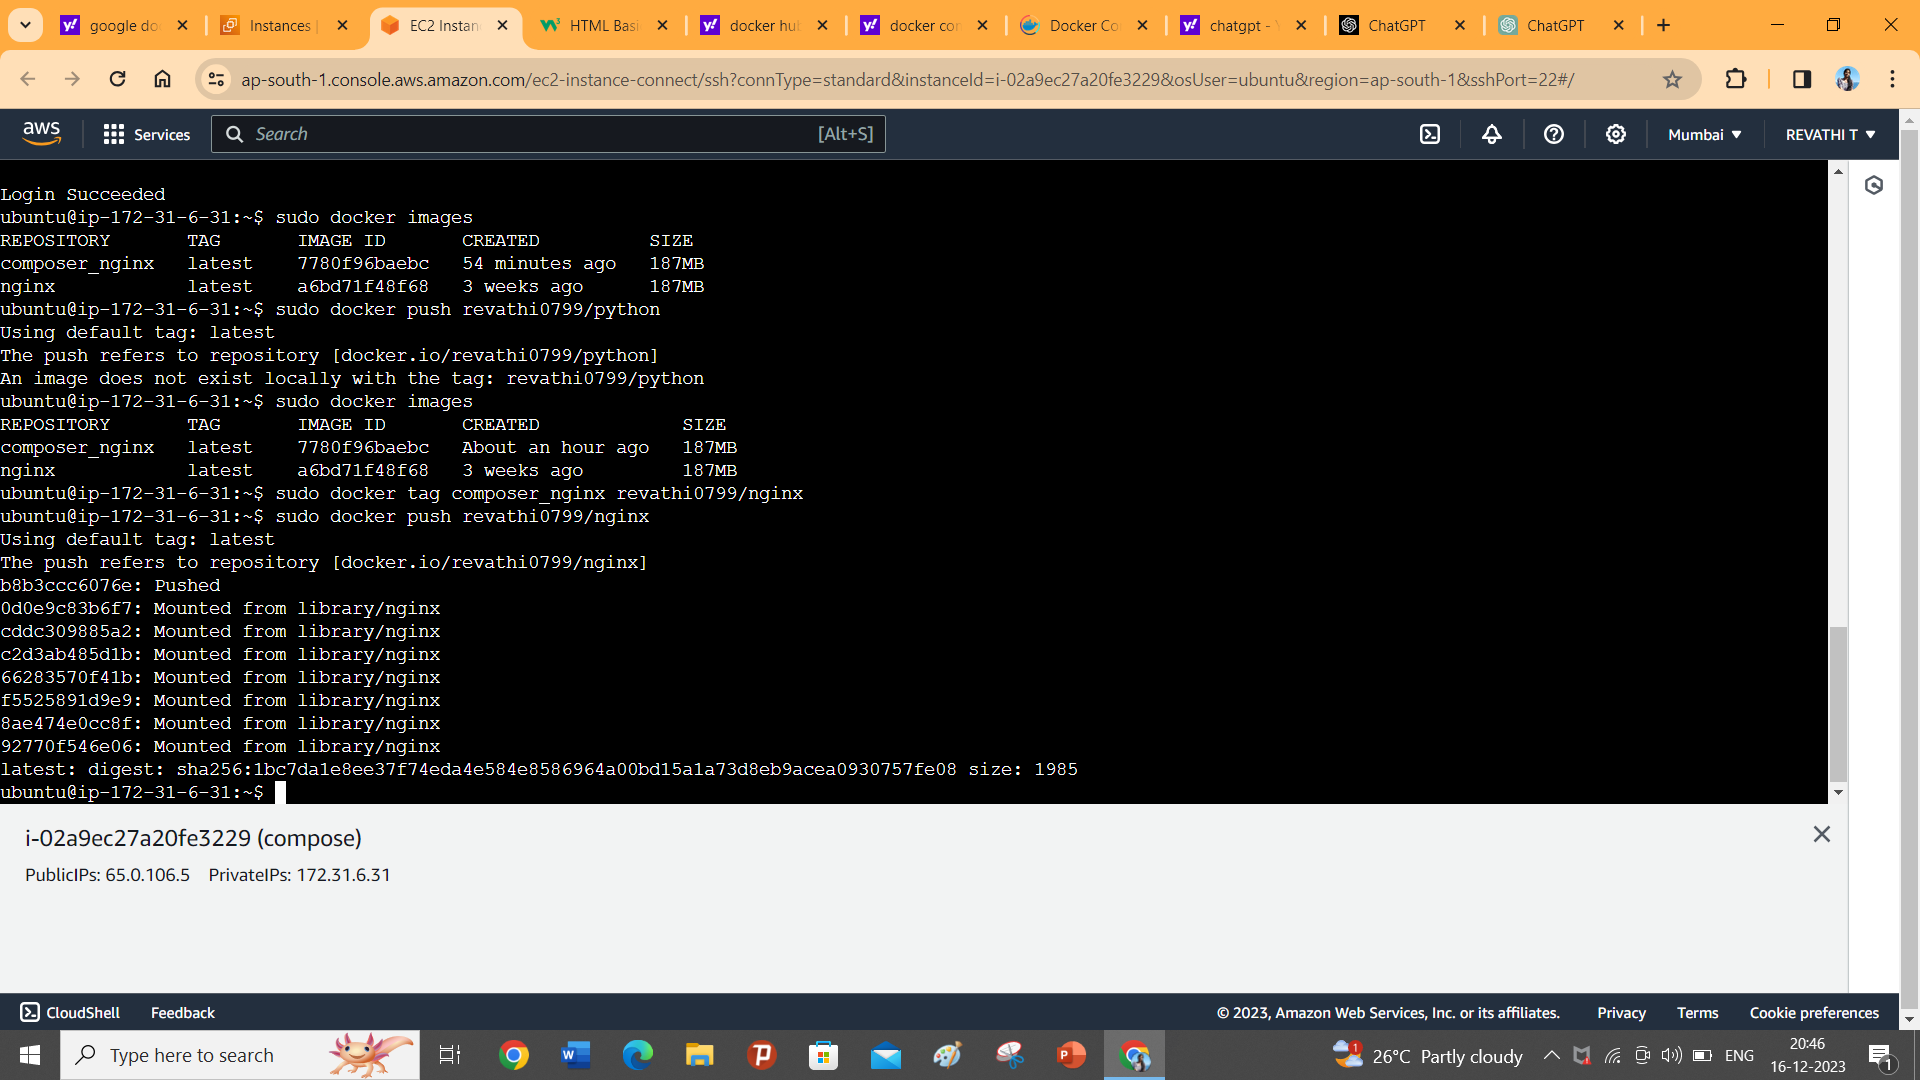 google do
Instances |
EC2 Instan
HTML Basi
docker hu
docker co
Docker Co
chatgpt - Y
ChatGPT
ChatGPT
ap-south-1.console.aws.amazon.com/ec2-instance-connect/ssh?connType=standard&instanceId=i-02a9ec27a20fe3229&osUser=ubuntu&region=ap-south-1&sshPort=22#/
aws
Services
Search
[Alt+S]
Mumbai
REVATHI T
Login Succeeded
ubuntu@ip-172-31-6-31:~$ sudo docker images
REPOSITORY TAG IMAGE ID CREATED SIZE
composer_nginx latest 7780f96baebc 54 minutes ago 187MB
nginx latest a6bd71f48f68 3 weeks ago 187MB
ubuntu@ip-172-31-6-31:~$ sudo docker push revathi0799/python
Using default tag: latest
The push refers to repository [docker.io/revathi0799/python]
An image does not exist locally with the tag: revathi0799/python
ubuntu@ip-172-31-6-31:~$ sudo docker images
REPOSITORY TAG IMAGE ID CREATED SIZE
composer_nginx latest 7780f96baebc About an hour ago 187MB
nginx latest a6bd71f48f68 3 weeks ago 187MB
ubuntu@ip-172-31-6-31:~$ sudo docker tag composer_nginx revathi0799/nginx
ubuntu@ip-172-31-6-31:~$ sudo docker push revathi0799/nginx
Using default tag: latest
The push refers to repository [docker.io/revathi0799/nginx]
b8b3ccc6076e: Pushed
0d0e9c83b6f7: Mounted from library/nginx
cddc309885a2: Mounted from library/nginx
c2d3ab485d1b: Mounted from library/nginx
66283570f41b: Mounted from library/nginx
f5525891d9e9: Mounted from library/nginx
8ae474e0cc8f: Mounted from library/nginx
92770f546e06: Mounted from library/nginx
latest: digest: sha256:1bc7da1e8ee37f74eda4e584e8586964a00bd15a1a73d8eb9acea0930757fe08 size: 1985
ubuntu@ip-172-31-6-31:~$
i-02a9ec27a20fe3229 (compose)
PublicIPs: 65.0.106.5 PrivateIPs: 172.31.6.31
CloudShell
Feedback
© 2023, Amazon Web Services, Inc. or its affiliates.
Privacy
Terms
Cookie preferences
Type here to search
26°C Partly cloudy
ENG
20:46
16-12-2023
1